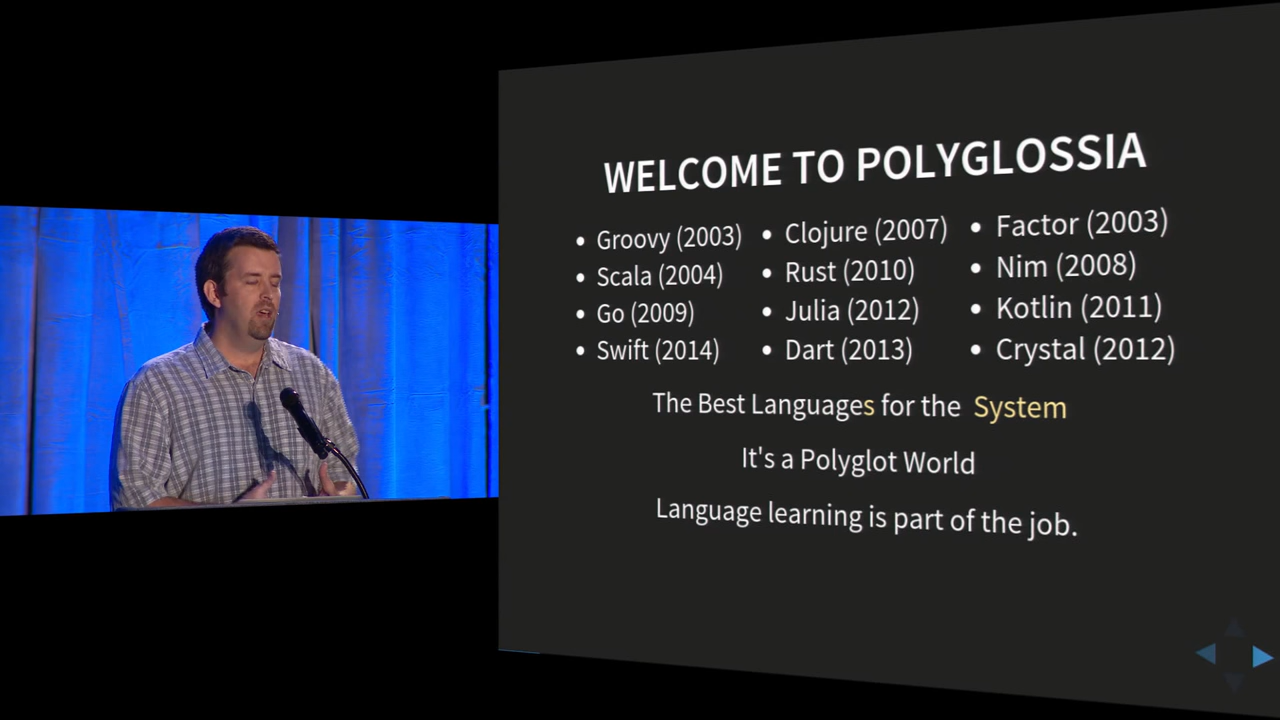 WELCOME TO POLYGLOSSIA
• Groovy (2003)
• Scala (2004)
• Go (2009)
• Swift (2014)
• Clojure (2007)
• Rust (2010)
• Julia (2012)
• Dart (2013)
• Factor (2003)
• Nim (2008)
• Kotlin (2011)
• Crystal (2012)
The Best Languages for the System
It's a Polyglot World
Language learning is part of the job.